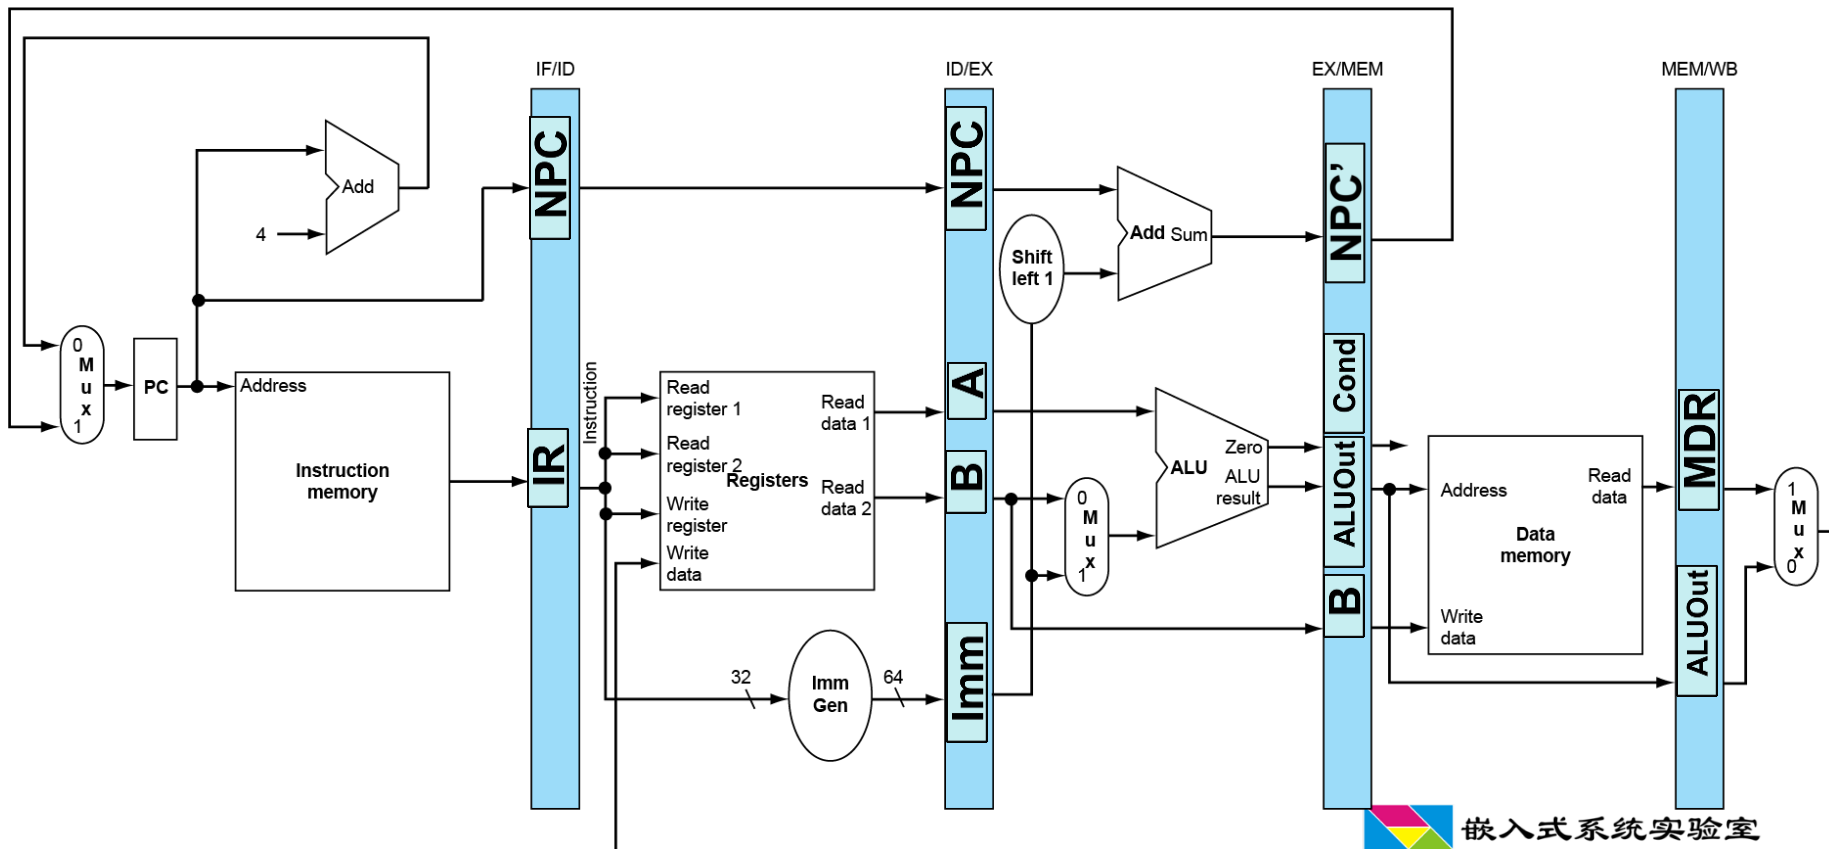 IF/ID
ID/EX
EX/MEM
MEM/WB
NPC
NPC
NPC’
Add
4
Add Sum
Shift
left 1
0
M
u
x
1
PC
Address
Instruction
memory
IR
Instruction
Read
register 1
Read
register 2
Write
register
Write
data
Registers
Read
data 1
Read
data 2
A
B
Imm
32
Imm
Gen
64
0
M
u
x
1
ALU
Zero
ALU
result
Cond
ALUOut
B
Address
Read
data
Data
memory
Write
data
MDR
ALUOut
1
M
u
x
0
嵌入式系统实验室